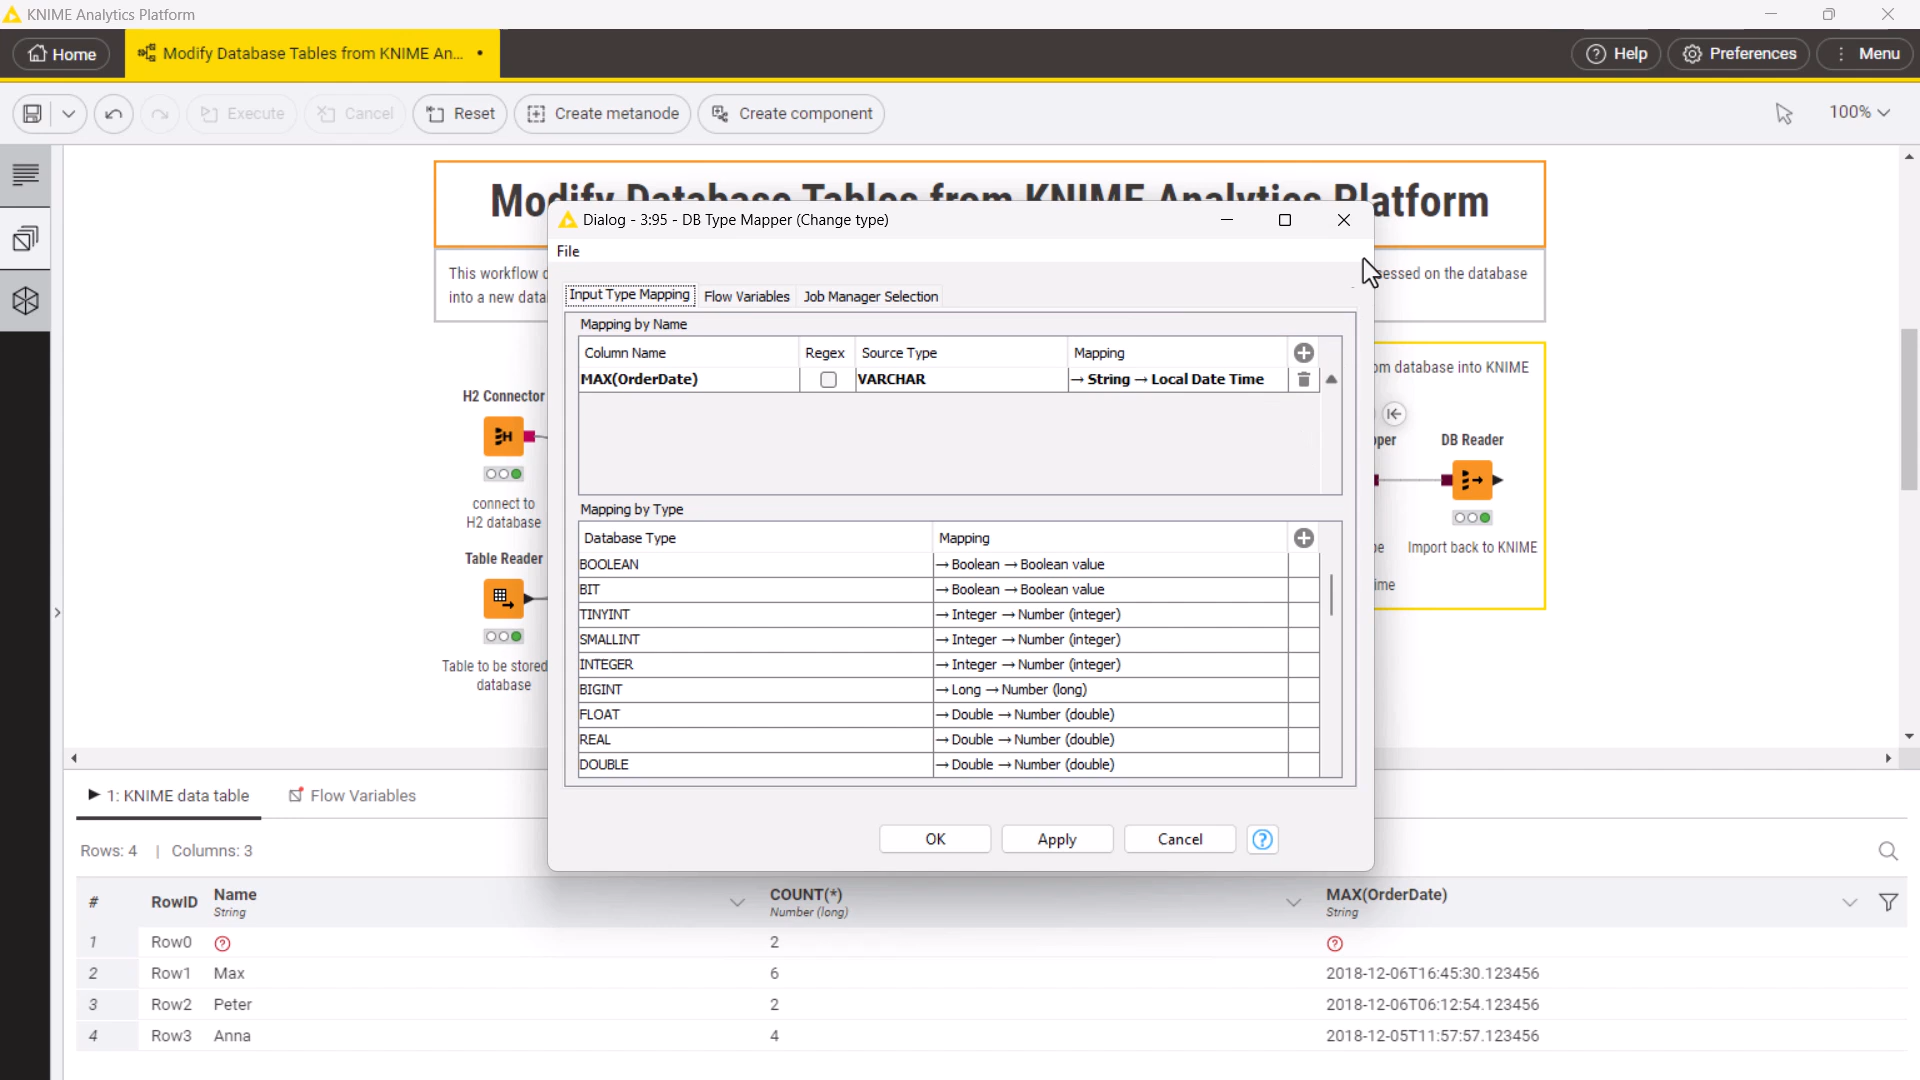 KNIME Analytics Platform
Home
Modify Database Tables from KNIME An... •
Help
Preferences
Menu
Execute
Cancel
Reset
Create metanode
Create component
100%
Modify Database Tables from KNIME Analytics Platform
This workflow
essed on the database
into a new
om database into KNIME
H2 Connector
connect to
H2 database
Table Reader
Table to be stored
database
DB Reader
Import back to KNIME
Dialog - 3:95 - DB Type Mapper (Change type)
File
Input Type Mapping
Flow Variables
Job Manager Selection
Mapping by Name
Column Name
Regex
Source Type
Mapping
MAX(OrderDate)
VARCHAR
→ String → Local Date Time
Mapping by Type
Database Type
Mapping
BOOLEAN
→ Boolean → Boolean value
BIT
→ Boolean → Boolean value
TINYINT
→ Integer → Number (integer)
SMALLINT
→ Integer → Number (integer)
INTEGER
→ Integer → Number (integer)
BIGINT
→ Long → Number (long)
FLOAT
→ Double → Number (double)
REAL
→ Double → Number (double)
DOUBLE
→ Double → Number (double)
OK
Apply
Cancel
1: KNIME data table
Flow Variables
Rows: 4 | Columns: 3
# RowID Name COUNT(*) MAX(OrderDate)
String Number (long) String
1 Row0 ? 2 ?
2 Row1 Max 6 2018-12-06T16:45:30.123456
3 Row2 Peter 2 2018-12-06T06:12:54.123456
4 Row3 Anna 4 2018-12-05T11:57:57.123456